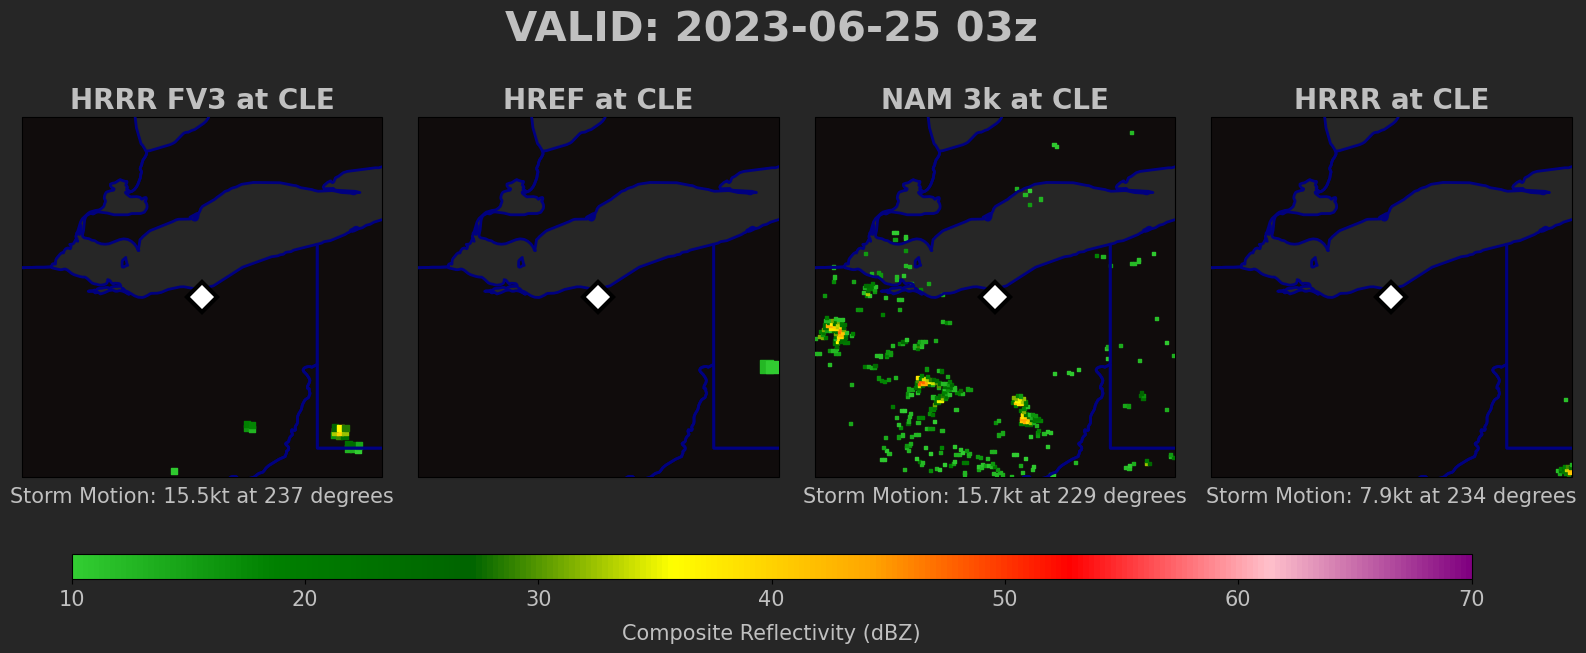 VALID: 2023-06-25 03z
HRRR FV3 at CLE
HREF at CLE
NAM 3k at CLE
HRRR at CLE
Storm Motion: 15.5kt at 237 degrees
Storm Motion: 15.7kt at 229 degrees
Storm Motion: 7.9kt at 234 degrees
10 20 30 40 50 60 70
Composite Reflectivity (dBZ)